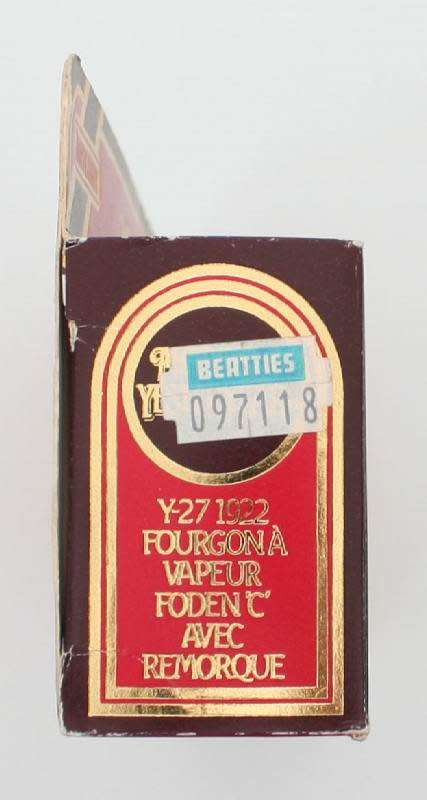 BEATTIES
097118
Y-27 1922
FOURGON À
VAPEUR
FODEN 'C'
AVEC
REMORQUE